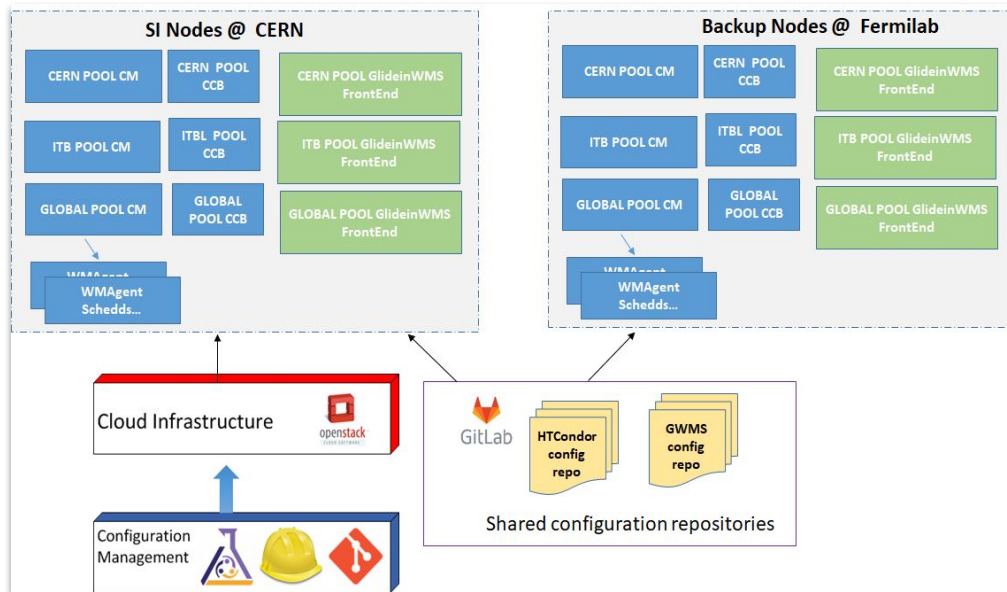 SI Nodes @ CERN
CERN POOL CM
CERN POOL
CCB
CERN POOL GlideinWMS
FrontEnd
ITB POOL CM
ITBL POOL
CCB
ITB POOL GlideinWMS
FrontEnd
GLOBAL POOL CM
GLOBAL
POOL CCB
GLOBAL POOL GlideinWMS
FrontEnd
WMAgent
WMAgent
Schedds...
Backup Nodes @ Fermilab
CERN POOL CM
CERN POOL
CCB
CERN POOL GlideinWMS
FrontEnd
ITB POOL CM
ITBL POOL
CCB
ITB POOL GlideinWMS
FrontEnd
GLOBAL POOL CM
GLOBAL
POOL CCB
GLOBAL POOL GlideinWMS
FrontEnd
WMAgent
WMAgent
Schedds...
Cloud Infrastructure
openstack
CLOUD SOFTWARE
Configuration
Management
GitLab
HTCondor
config
repo
GWMS
config
repo
Shared configuration repositories